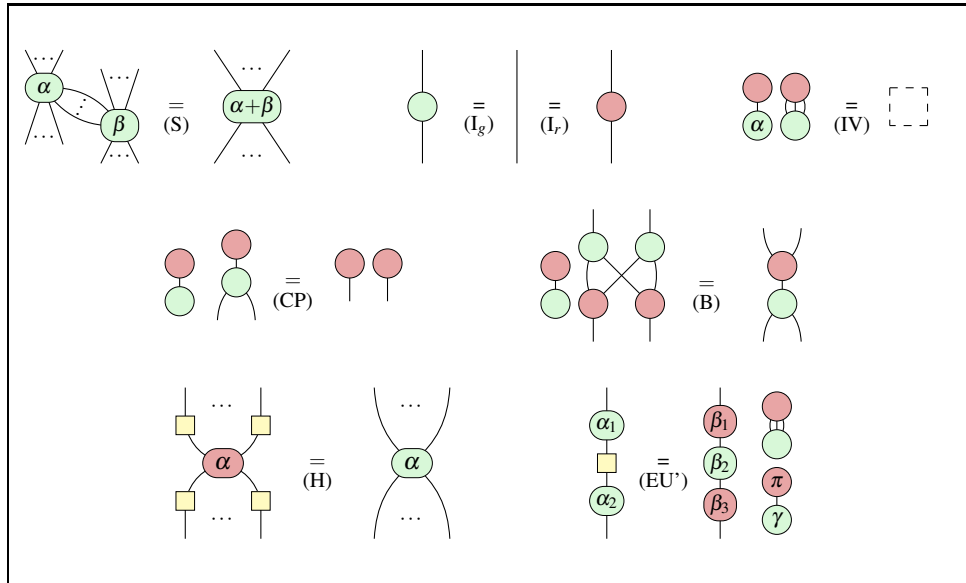 ... ...
α
... = α+β = = α =
β (S) (I_g) (I_r) (IV)
... ... ...
= =
(CP) (B)
... ... α₁ β₁
α = α = β₂ π
(H) (EU’)
... ... α₂ β₃ γ